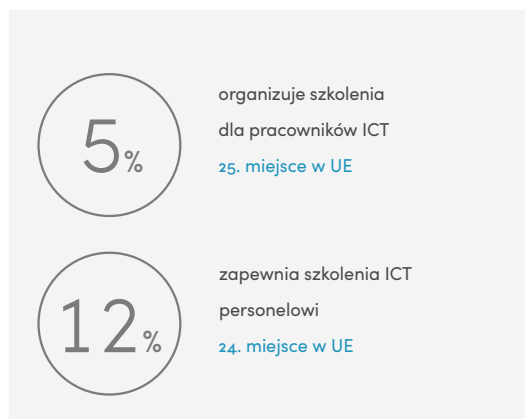 5%
organizuje szkolenia
dla pracowników ICT
25. miejsce w UE
12%
zapewnia szkolenia ICT
personelowi
24. miejsce w UE